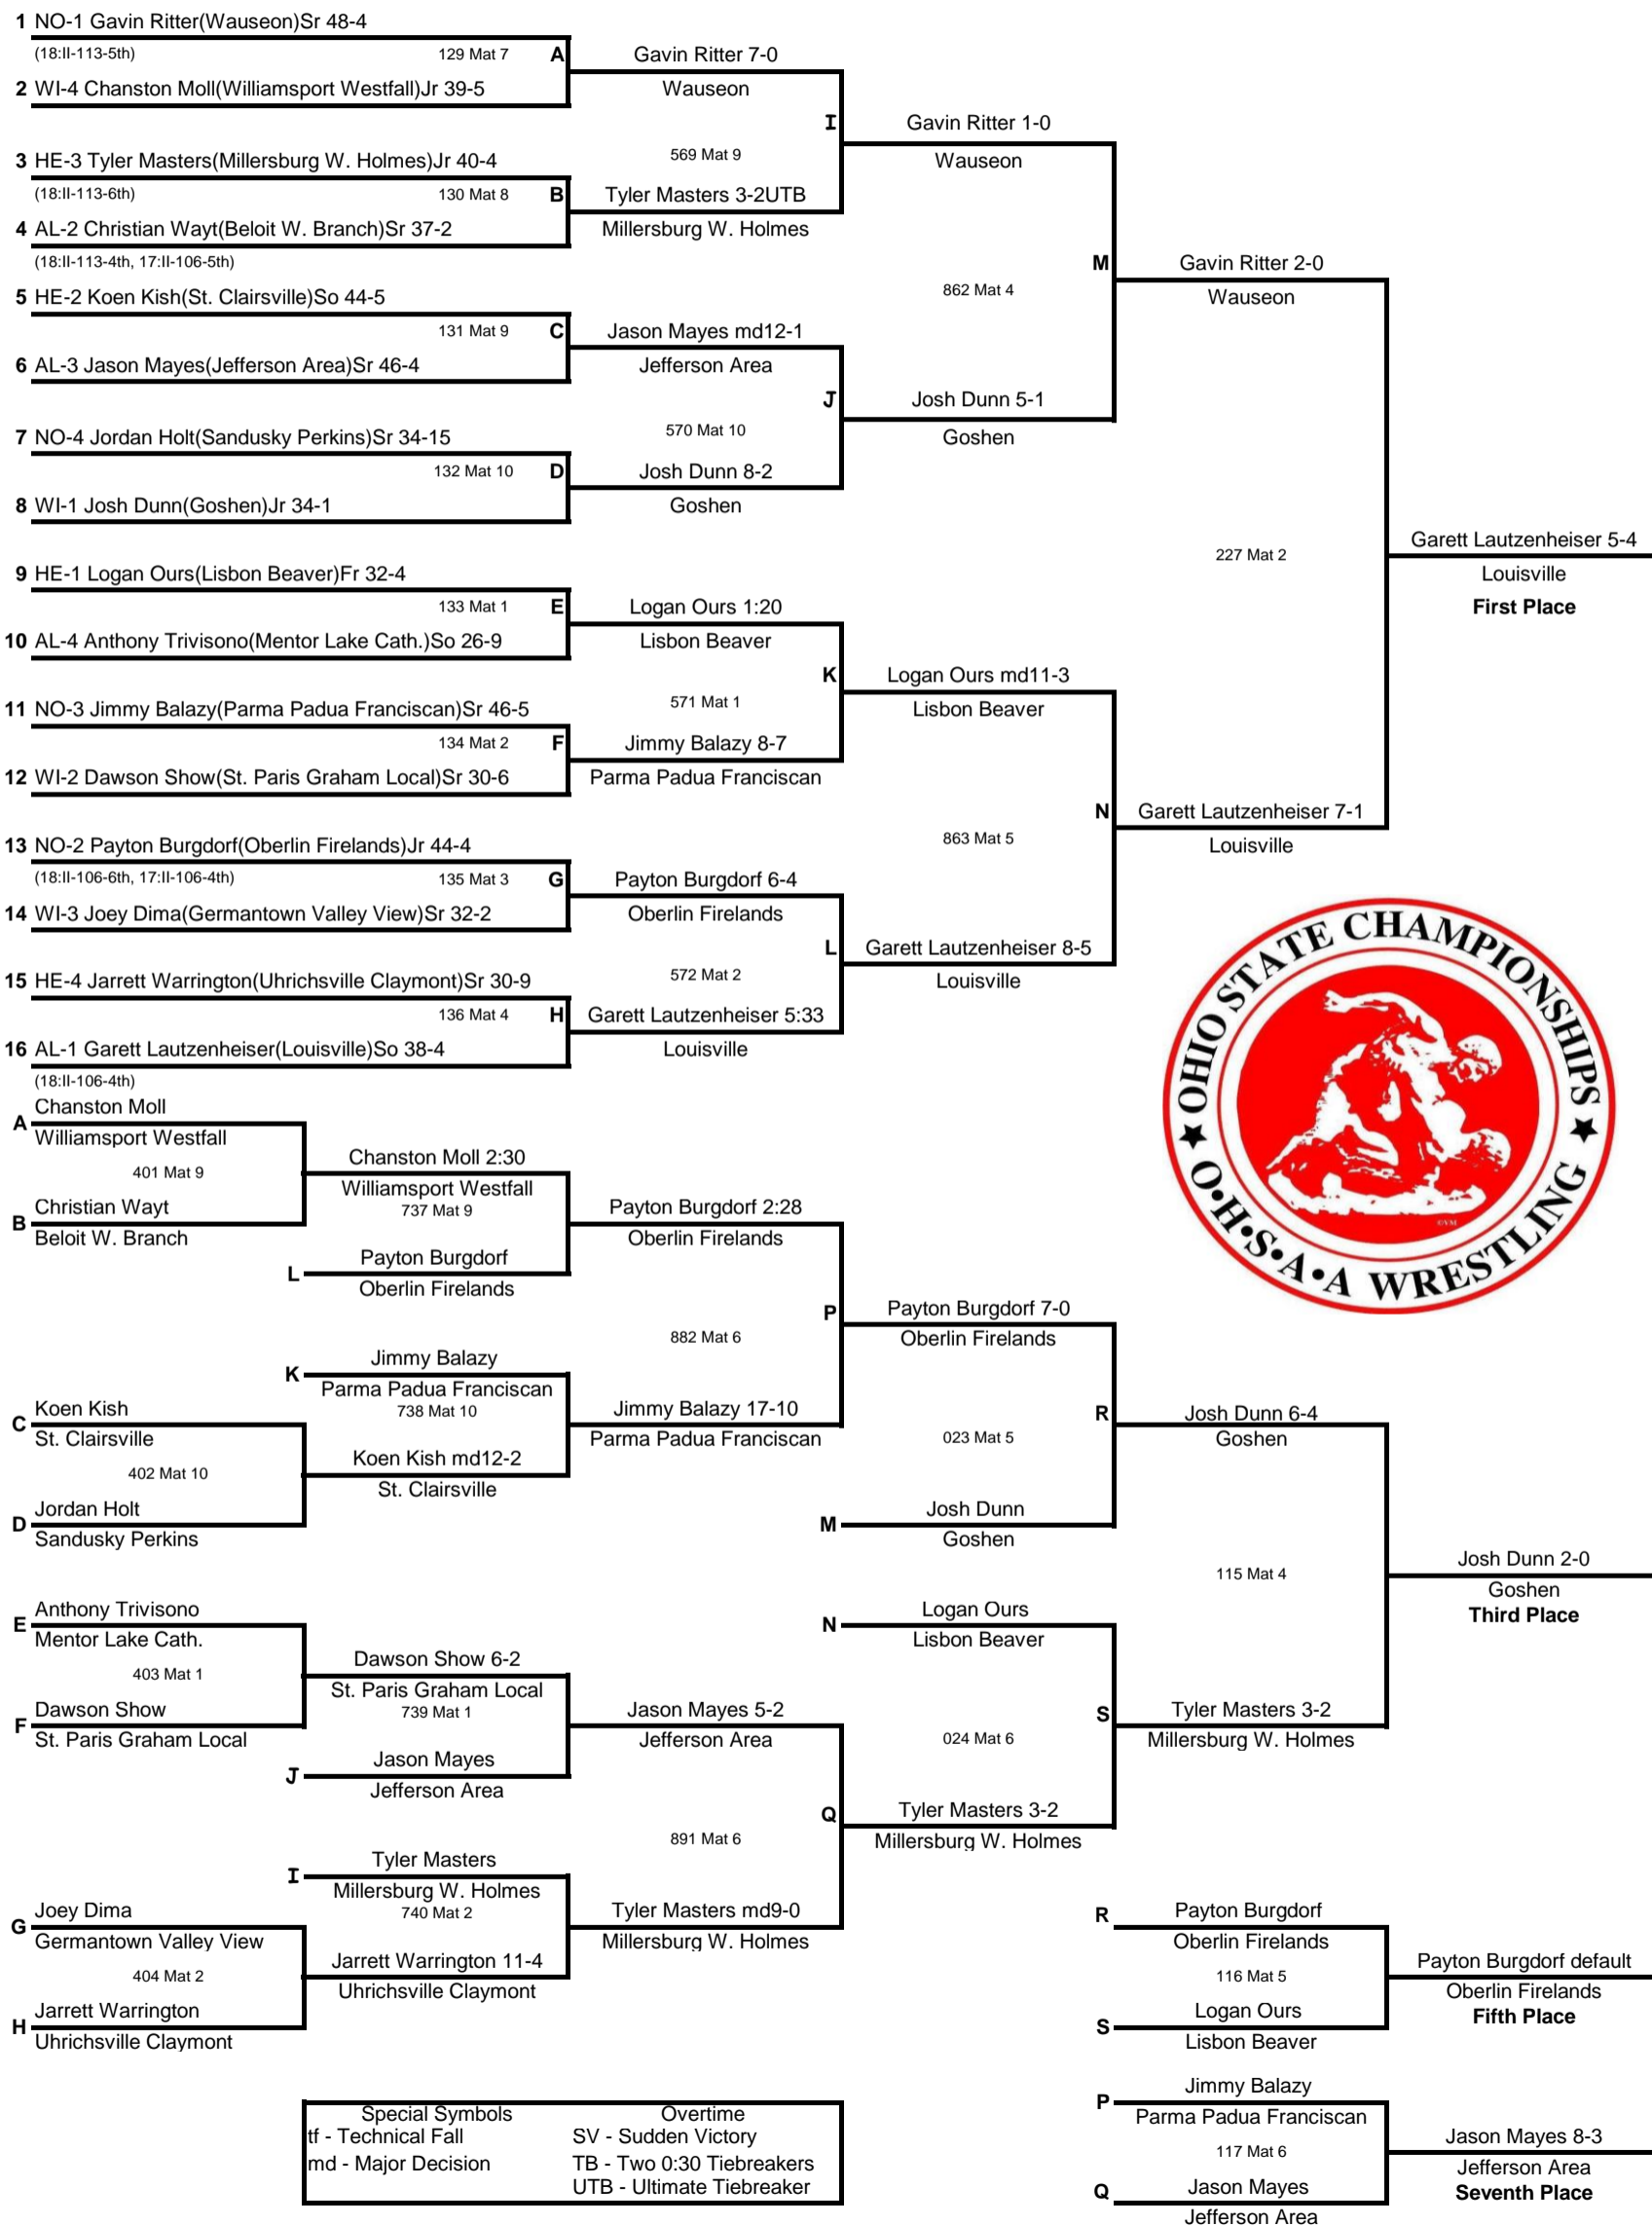 1 NO-1 Gavin Ritter(Wauseon)Sr 48-4
(18:II-113-5th)
129 Mat 7
A
2 WI-4 Chanston Moll(Williamsport Westfall)Jr 39-5
3 HE-3 Tyler Masters(Millersburg W. Holmes)Jr 40-4
(18:II-113-6th)
130 Mat 8
B
4 AL-2 Christian Wayt(Beloit W. Branch)Sr 37-2
(18:II-113-4th, 17:II-106-5th)
5 HE-2 Koen Kish(St. Clairsville)So 44-5
131 Mat 9
C
6 AL-3 Jason Mayes(Jefferson Area)Sr 46-4
7 NO-4 Jordan Holt(Sandusky Perkins)Sr 34-15
132 Mat 10
D
8 WI-1 Josh Dunn(Goshen)Jr 34-1
9 HE-1 Logan Ours(Lisbon Beaver)Fr 32-4
133 Mat 1
E
10 AL-4 Anthony Trivisono(Mentor Lake Cath.)So 26-9
11 NO-3 Jimmy Balazy(Parma Padua Franciscan)Sr 46-5
134 Mat 2
F
12 WI-2 Dawson Show(St. Paris Graham Local)Sr 30-6
13 NO-2 Payton Burgdorf(Oberlin Firelands)Jr 44-4
(18:II-106-6th, 17:II-106-4th)
135 Mat 3
G
14 WI-3 Joey Dima(Germantown Valley View)Sr 32-2
15 HE-4 Jarrett Warrington(Uhrichsville Claymont)Sr 30-9
136 Mat 4
H
16 AL-1 Garett Lautzenheiser(Louisville)So 38-4
(18:II-106-4th)
Gavin Ritter 7-0
Wauseon
569 Mat 9
I
Tyler Masters 3-2UTB
Millersburg W. Holmes
Jason Mayes md12-1
Jefferson Area
570 Mat 10
J
Josh Dunn 8-2
Goshen
Logan Ours 1:20
Lisbon Beaver
571 Mat 1
K
Jimmy Balazy 8-7
Parma Padua Franciscan
Payton Burgdorf 6-4
Oberlin Firelands
572 Mat 2
L
Garett Lautzenheiser 5:33
Louisville
Gavin Ritter 1-0
Wauseon
862 Mat 4
M
Josh Dunn 5-1
Goshen
Logan Ours md11-3
Lisbon Beaver
863 Mat 5
N
Garett Lautzenheiser 8-5
Louisville
Gavin Ritter 2-0
Wauseon
227 Mat 2
Garett Lautzenheiser 7-1
Louisville
Garett Lautzenheiser 5-4
Louisville
First Place
OHIO STATE CHAMPIONSHIPS
★ O•H•S•A•A WRESTLING ★
©VM
A
Chanston Moll
Williamsport Westfall
401 Mat 9
B
Christian Wayt
Beloit W. Branch
Chanston Moll 2:30
Williamsport Westfall
737 Mat 9
L
Payton Burgdorf
Oberlin Firelands
K
Jimmy Balazy
Parma Padua Franciscan
738 Mat 10
C
Koen Kish
St. Clairsville
402 Mat 10
D
Jordan Holt
Sandusky Perkins
Koen Kish md12-2
St. Clairsville
Payton Burgdorf 2:28
Oberlin Firelands
882 Mat 6
P
Jimmy Balazy 17-10
Parma Padua Franciscan
Payton Burgdorf 7-0
Oberlin Firelands
023 Mat 5
R
M
Josh Dunn
Goshen
Josh Dunn 6-4
Goshen
E
Anthony Trivisono
Mentor Lake Cath.
403 Mat 1
F
Dawson Show
St. Paris Graham Local
Dawson Show 6-2
St. Paris Graham Local
739 Mat 1
J
Jason Mayes
Jefferson Area
I
Tyler Masters
Millersburg W. Holmes
740 Mat 2
G
Joey Dima
Germantown Valley View
404 Mat 2
H
Jarrett Warrington
Uhrichsville Claymont
Jarrett Warrington 11-4
Uhrichsville Claymont
Jason Mayes 5-2
Jefferson Area
891 Mat 6
Q
Tyler Masters md9-0
Millersburg W. Holmes
N
Logan Ours
Lisbon Beaver
024 Mat 6
S
Tyler Masters 3-2
Millersburg W. Holmes
115 Mat 4
Tyler Masters 3-2
Millersburg W. Holmes
Josh Dunn 2-0
Goshen
Third Place
R
Payton Burgdorf
Oberlin Firelands
116 Mat 5
S
Logan Ours
Lisbon Beaver
Payton Burgdorf default
Oberlin Firelands
Fifth Place
P
Jimmy Balazy
Parma Padua Franciscan
117 Mat 6
Q
Jason Mayes
Jefferson Area
Jason Mayes 8-3
Jefferson Area
Seventh Place
Special Symbols
tf - Technical Fall
md - Major Decision
Overtime
SV - Sudden Victory
TB - Two 0:30 Tiebreakers
UTB - Ultimate Tiebreaker